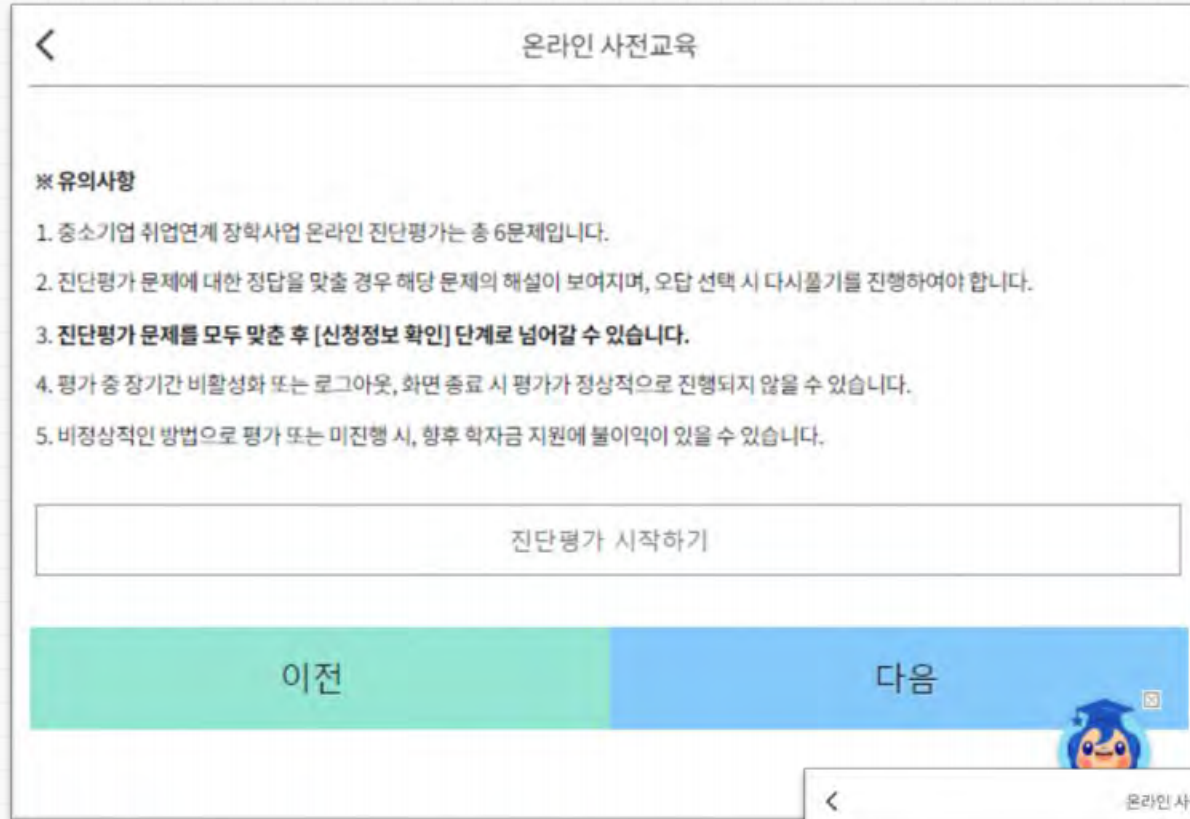 온라인 사전교육
※ 유의사항
1. 중소기업 취업연계 장학사업 온라인 진단평가는 총 6문제입니다.
2. 진단평가 문제에 대한 정답을 맞출 경우 해당 문제의 해설이 보여지며, 오답 선택 시 다시풀기를 진행하여야 합니다.
3. 진단평가 문제를 모두 맞춘 후 [신청정보 확인] 단계로 넘어갈 수 있습니다.
4. 평가 중 장기간 비활성화 또는 로그아웃, 화면 종료 시 평가가 정상적으로 진행되지 않을 수 있습니다.
5. 비정상적인 방법으로 평가 또는 미진행 시, 향후 학자금 지원에 불이익이 있을 수 있습니다.
진단평가 시작하기
이전
다음
온라인 사